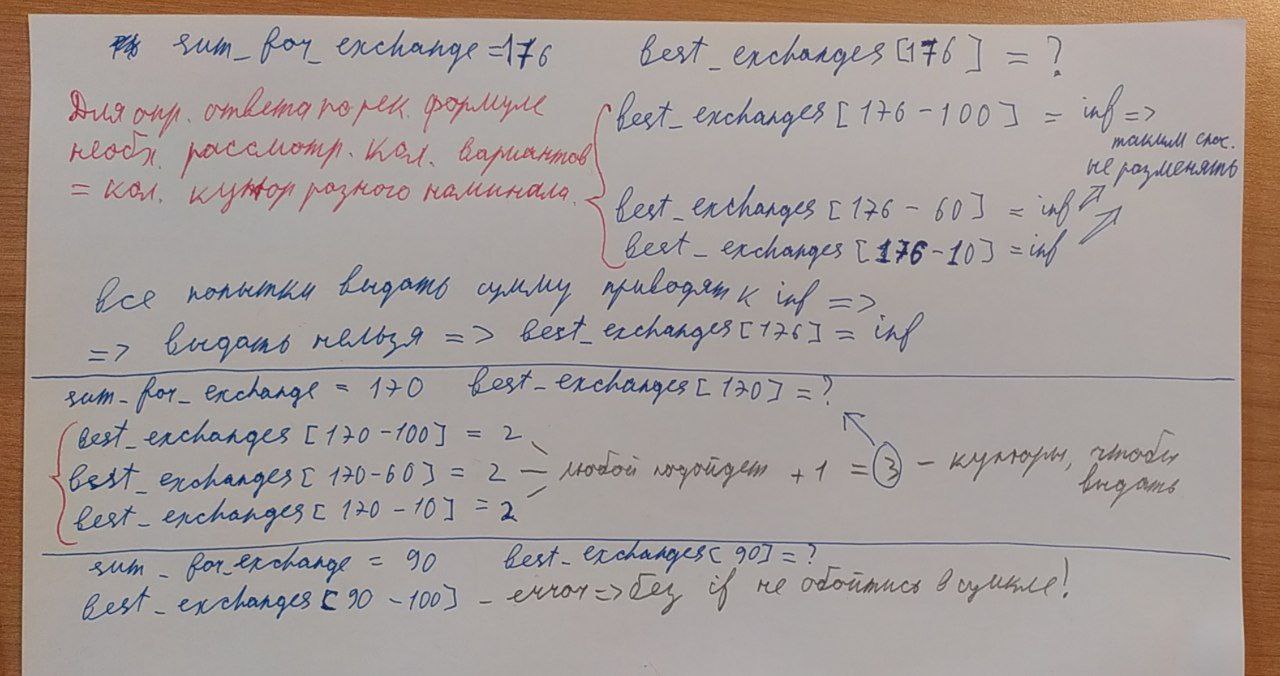 sum_for_exchange = 176 best_exchanges [176] = ?
Для опр. ответа по рек. формуле
необх. рассмотр. кол. вариантов
= кол. купюр разного наминала.
best_exchanges [176 - 100] = inf =>
таким спос.
не разменять
best_exchanges [176 - 60] = inf
best_exchanges [176 - 10] = inf
все попытки выдать сумму приводят к inf =>
=> выдать нельзя => best_exchanges [176] = inf
sum_for_exchange = 170 best_exchanges [170] = ?
best_exchanges [170 - 100] = 2
best_exchanges [170 - 60] = 2 — любой подойдет + 1 = 3 - купюры, чтобы
выдать
best_exchanges [170 - 10] = 2
sum_for_exchange = 90 best_exchanges [90] = ?
best_exchanges [90 - 100] - error => без if не обойтись в цикле!